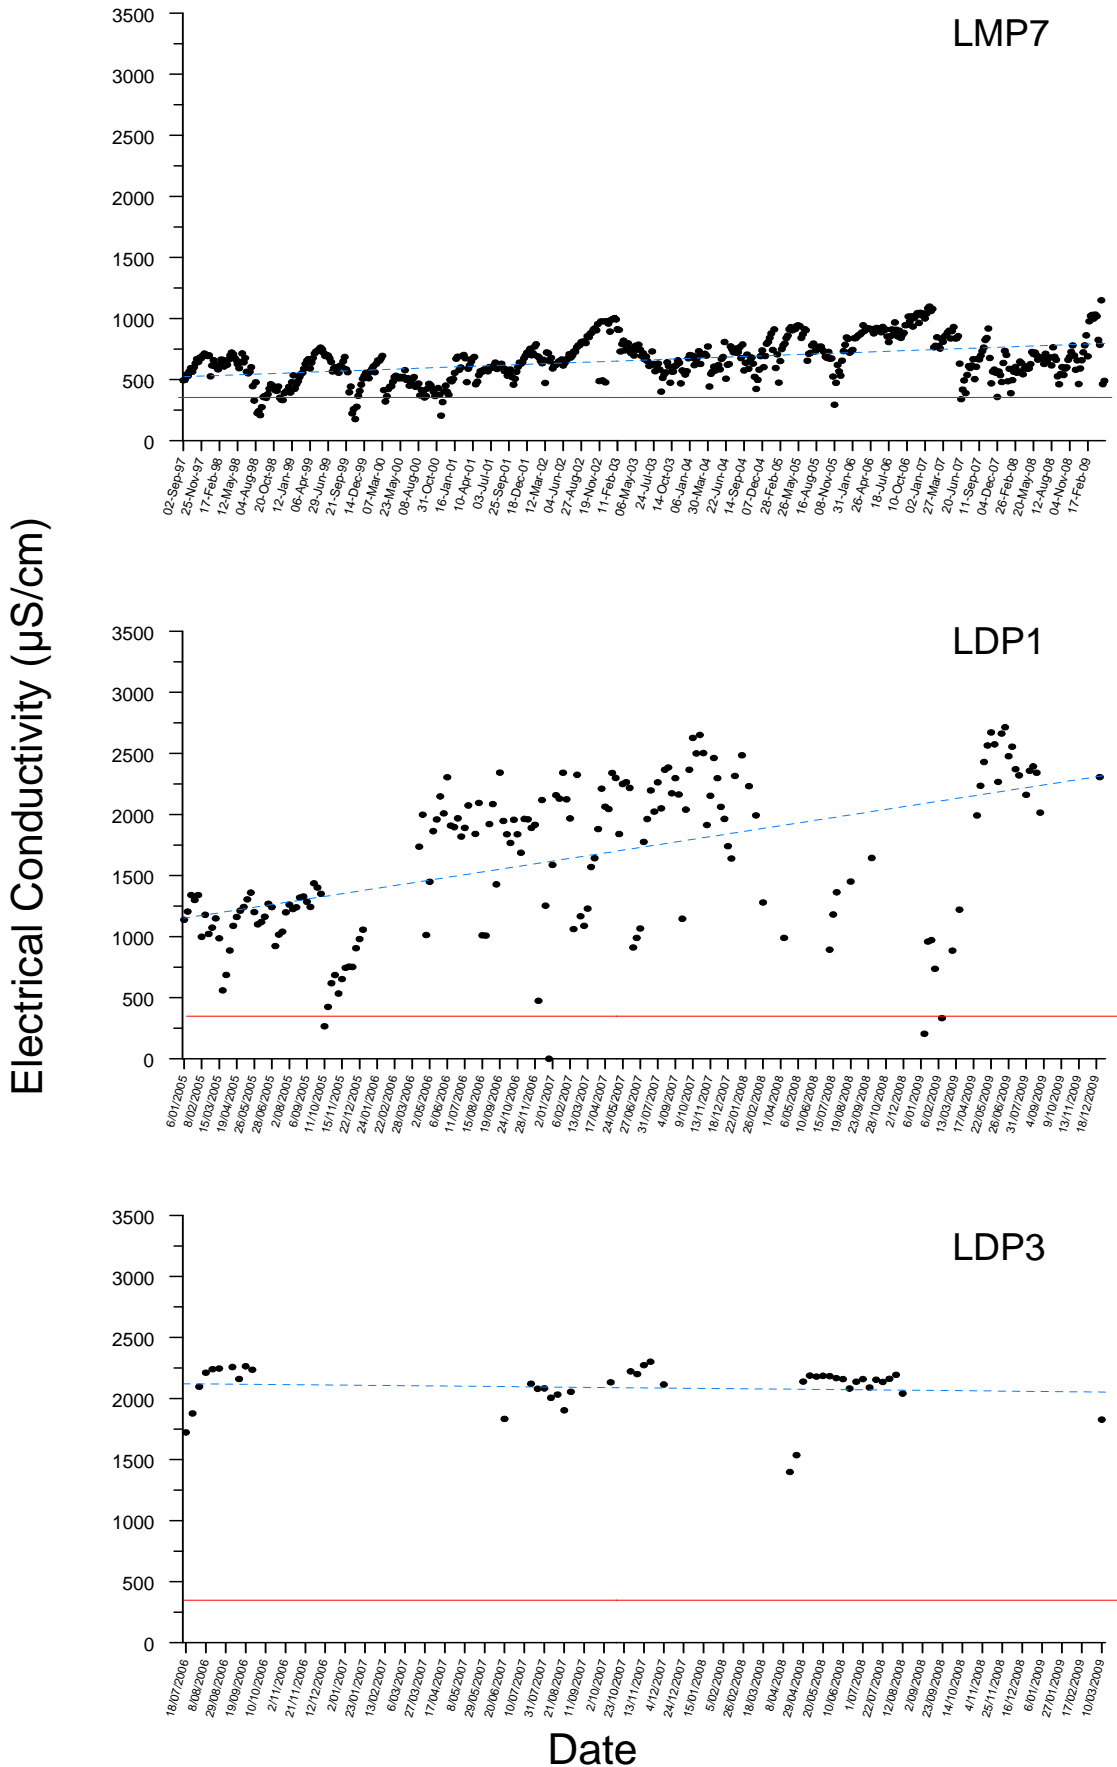 Electrical Conductivity (µS/cm)
LMP7
3500
3000
2500
2000
1500
1000
500
0
02-Sep-97
25-Nov-97
17-Feb-98
12-May-98
04-Aug-98
20-Oct-98
12-Jan-99
06-Apr-99
29-Jun-99
21-Sep-99
14-Dec-99
07-Mar-00
23-May-00
08-Aug-00
31-Oct-00
16-Jan-01
10-Apr-01
03-Jul-01
25-Sep-01
18-Dec-01
12-Mar-02
04-Jun-02
27-Aug-02
19-Nov-02
11-Feb-03
06-May-03
24-Jul-03
14-Oct-03
06-Jan-04
30-Mar-04
22-Jun-04
14-Sep-04
07-Dec-04
28-Feb-05
26-May-05
16-Aug-05
08-Nov-05
31-Jan-06
26-Apr-06
18-Jul-06
10-Oct-06
02-Jan-07
27-Mar-07
20-Jun-07
11-Sep-07
04-Dec-07
26-Feb-08
20-May-08
12-Aug-08
04-Nov-08
17-Feb-09
LDP1
3500
3000
2500
2000
1500
1000
500
0
6/01/2005
8/02/2005
15/03/2005
19/04/2005
26/05/2005
28/06/2005
2/08/2005
6/09/2005
11/10/2005
15/11/2005
22/12/2005
24/01/2006
28/03/2006
2/05/2006
6/06/2006
11/07/2006
15/08/2006
19/09/2006
24/10/2006
28/11/2006
2/01/2007
6/02/2007
13/03/2007
17/04/2007
24/05/2007
27/06/2007
31/07/2007
4/09/2007
9/10/2007
13/11/2007
18/12/2007
22/01/2008
26/02/2008
1/04/2008
6/05/2008
10/06/2008
15/07/2008
19/08/2008
23/09/2008
28/10/2008
2/12/2008
6/01/2009
6/02/2009
13/03/2009
17/04/2009
22/05/2009
26/06/2009
31/07/2009
4/09/2009
9/10/2009
13/11/2009
18/12/2009
LDP3
3500
3000
2500
2000
1500
1000
500
0
18/07/2006
8/08/2006
29/08/2006
19/09/2006
10/10/2006
2/11/2006
21/11/2006
12/12/2006
2/01/2007
23/01/2007
13/02/2007
6/03/2007
27/03/2007
17/04/2007
8/05/2007
29/05/2007
20/06/2007
10/07/2007
31/07/2007
21/08/2007
11/09/2007
2/10/2007
23/10/2007
13/11/2007
4/12/2007
24/12/2007
15/01/2008
5/02/2008
26/02/2008
18/03/2008
8/04/2008
29/04/2008
20/05/2008
10/06/2008
1/07/2008
22/07/2008
12/08/2008
2/09/2008
23/09/2008
14/10/2008
4/11/2008
25/11/2008
16/12/2008
6/01/2009
27/01/2009
17/02/2009
10/03/2009
Date